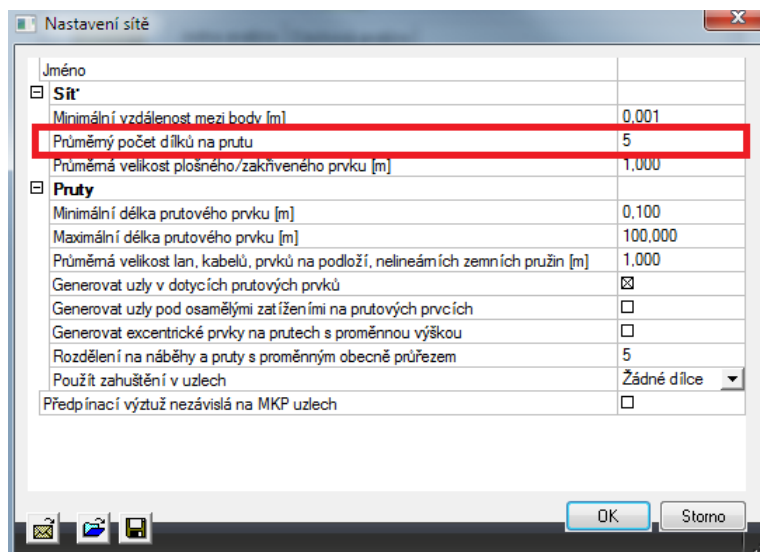 Nastavení sítě
Jméno
Síť
Minimální vzdálenost mezi body [m] 0,001
Průměrný počet dílků na prutu 5
Průměrná velikost plošného/zakřiveného prvku [m] 1,000
Pruty
Minimální délka prutového prvku [m] 0,100
Maximální délka prutového prvku [m] 100,000
Průměrná velikost lan, kabelů, prvků na podloží, nelineárních zemních pružin [m] 1,000
Generovat uzly v dotycích prutových prvků
Generovat uzly pod osamělými zatíženími na prutových prvcích
Generovat excentrické prvky na prutech s proměnnou výškou
Rozdělení na náběhy a pruty s proměnným obecně průřezem 5
Použít zahuštění v uzlech Žádné dílce
Předpínací výztuž nezávislá na MKP uzlech
OK Storno